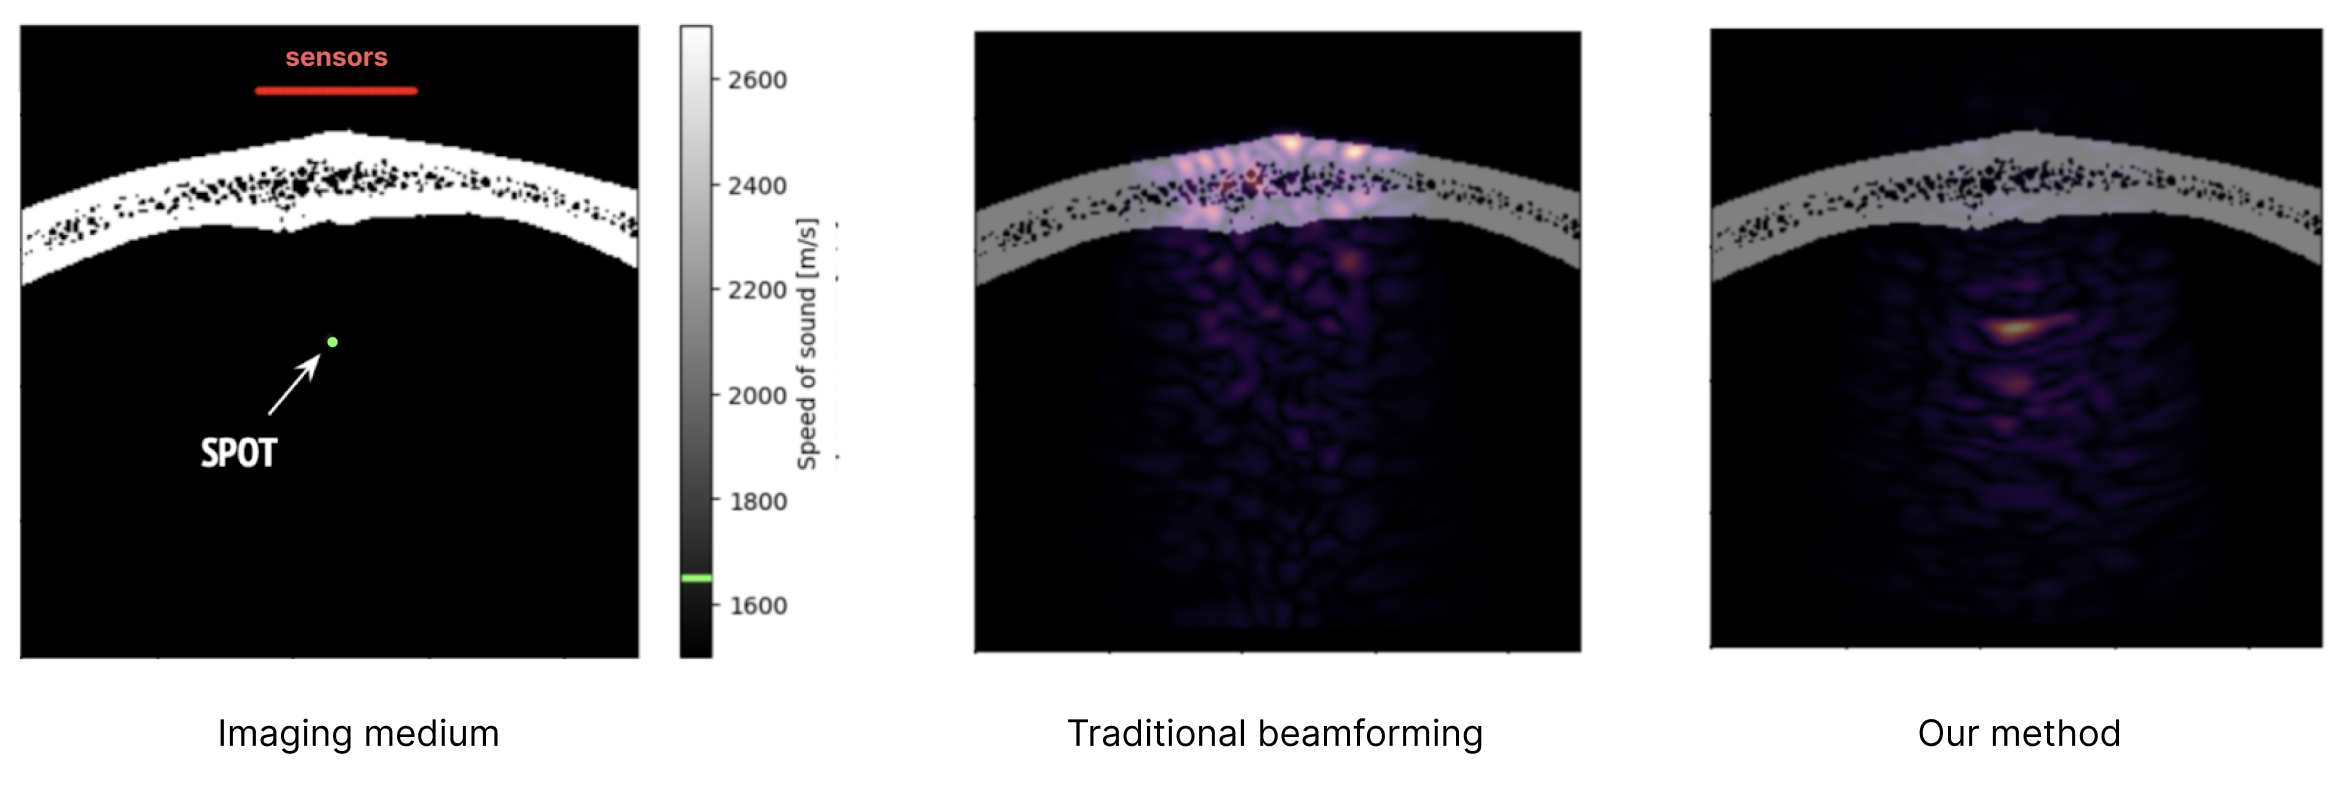 sensors
SPOT
2600
2400
2200
2000
1800
1600
Speed of sound [m/s]
Imaging medium
Traditional beamforming
Our method